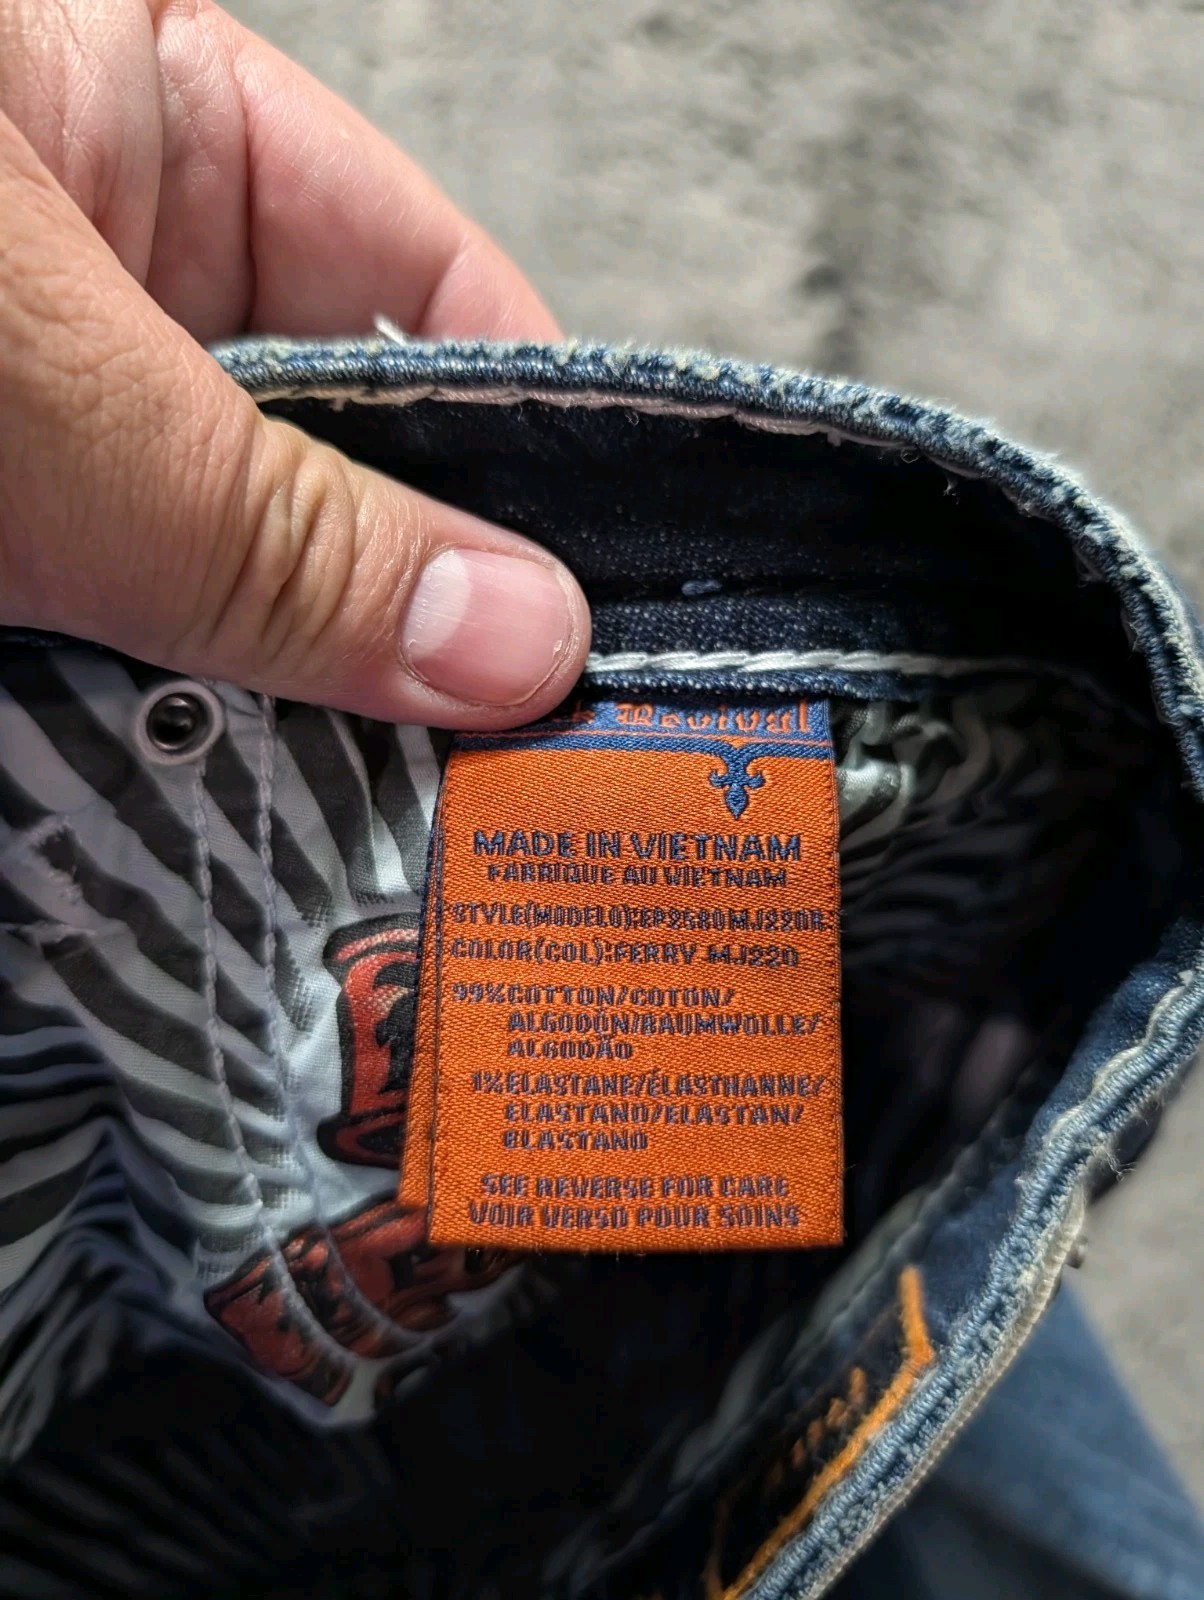 Revival
MADE IN VIETNAM
FABRIQUE AU VIETNAM
STYLE(MODELO):EP2580MJ220R
COLOR(COL):FERRY MJ220
99%COTTON/COTON/
ALGODÓN/BAUMWOLLE/
ALGODÃO
1%ELASTANE/ÉLASTHANNE/
ELASTANO/ELASTAN/
ELASTANO
SEE REVERSE FOR CARE
VOIR VERSO POUR SOINS